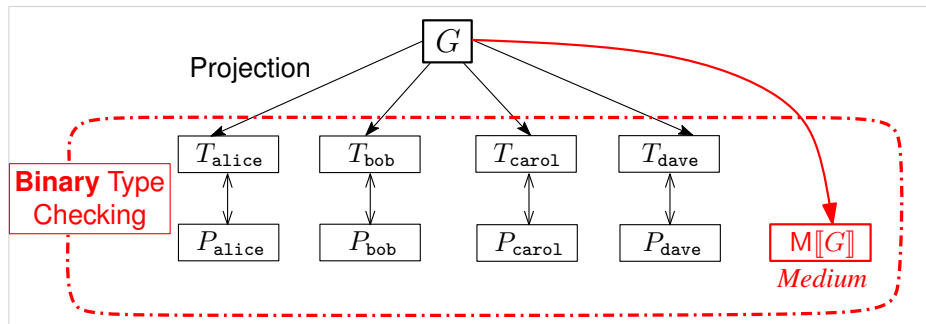 G
Projection
T_alice T_bob T_carol T_dave
Binary Type
Checking
P_alice P_bob P_carol P_dave M⟦G⟧
Medium